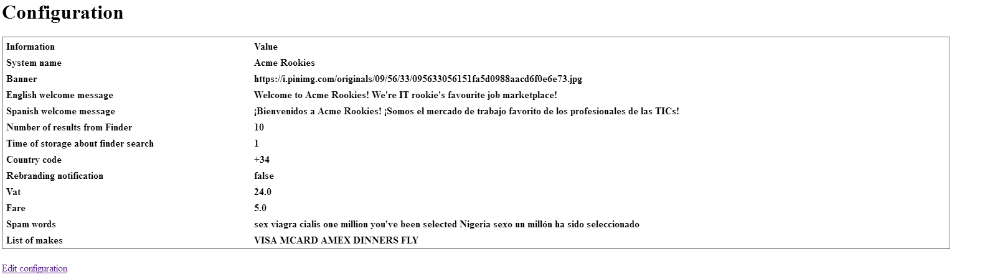 Configuration
Information Value
System name Acme Rookies
Banner https://i.pinimg.com/originals/09/56/33/095633056151fa5d0988aacd6f0e6e73.jpg
English welcome message Welcome to Acme Rookies! We're IT rookie's favourite job marketplace!
Spanish welcome message ¡Bienvenidos a Acme Rookies! ¡Somos el mercado de trabajo favorito de los profesionales de las TICs!
Number of results from Finder 10
Time of storage about finder search 1
Country code +34
Rebranding notification false
Vat 24.0
Fare 5.0
Spam words sex viagra cialis one million you've been selected Nigeria sexo un millón ha sido seleccionado
List of makes VISA MCARD AMEX DINNERS FLY
Edit configuration